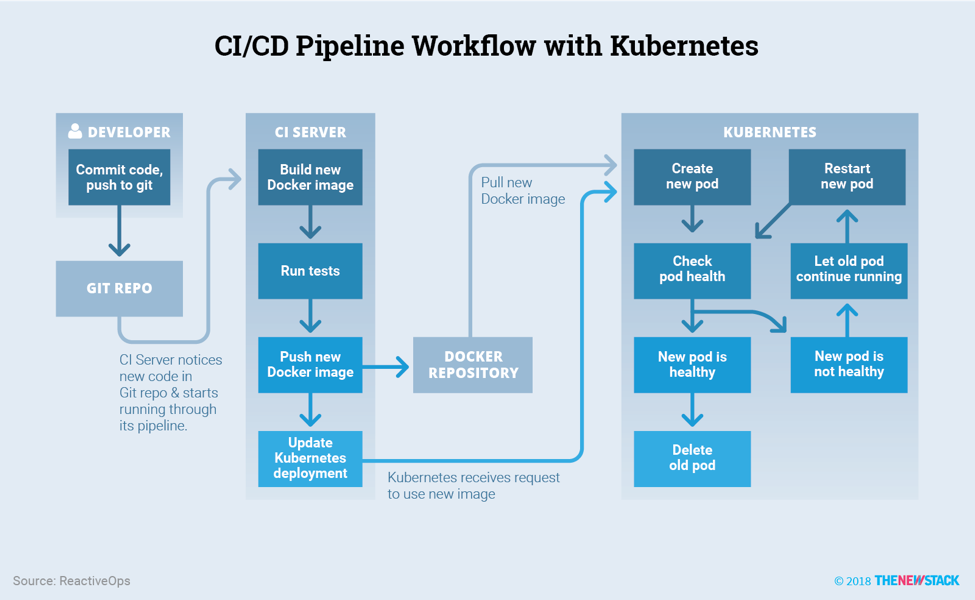 CI/CD Pipeline Workflow with Kubernetes
DEVELOPER
Commit code,
push to git
GIT REPO
CI Server notices
new code in
Git repo & starts
running through
its pipeline.
CI SERVER
Build new
Docker image
Run tests
Push new
Docker image
Update
Kubernetes
deployment
DOCKER
REPOSITORY
Pull new
Docker image
Kubernetes receives request
to use new image
KUBERNETES
Create
new pod
Restart
new pod
Check
pod health
Let old pod
continue running
New pod is
healthy
New pod is
not healthy
Delete
old pod
Source: ReactiveOps
© 2018 THENEWSTACK